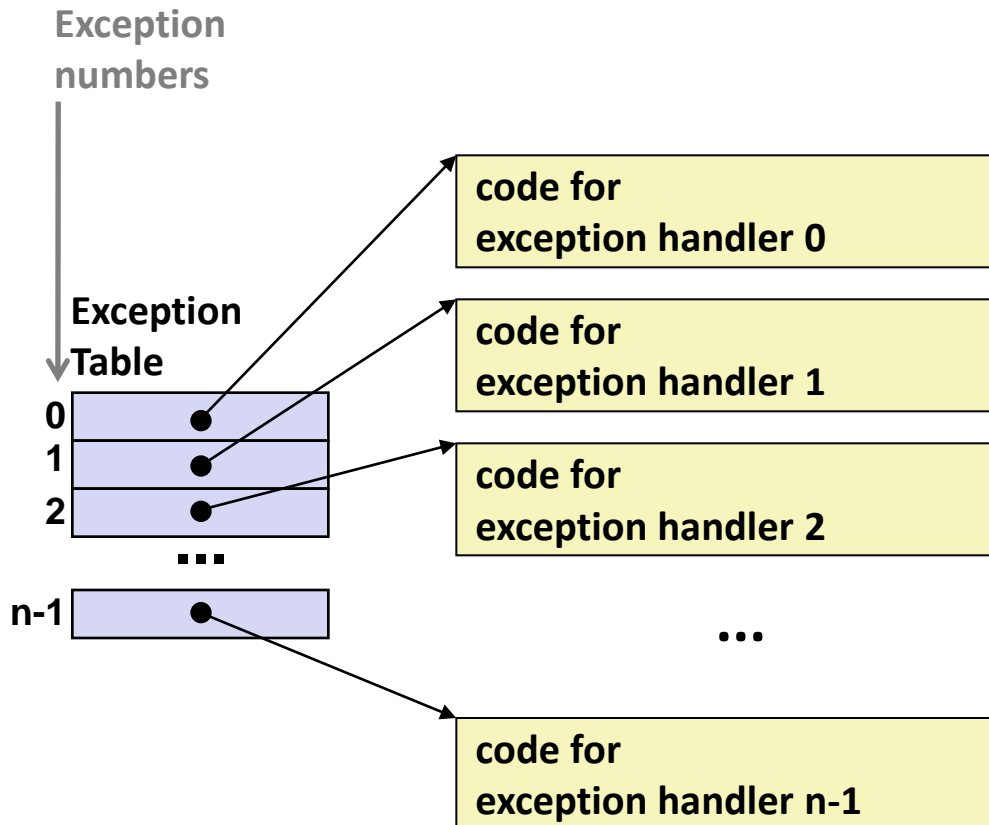 Exception
numbers
code for
exception handler 0
Exception
Table
code for
exception handler 1
0
1
2
code for
exception handler 2
...
n-1
...
code for
exception handler n-1